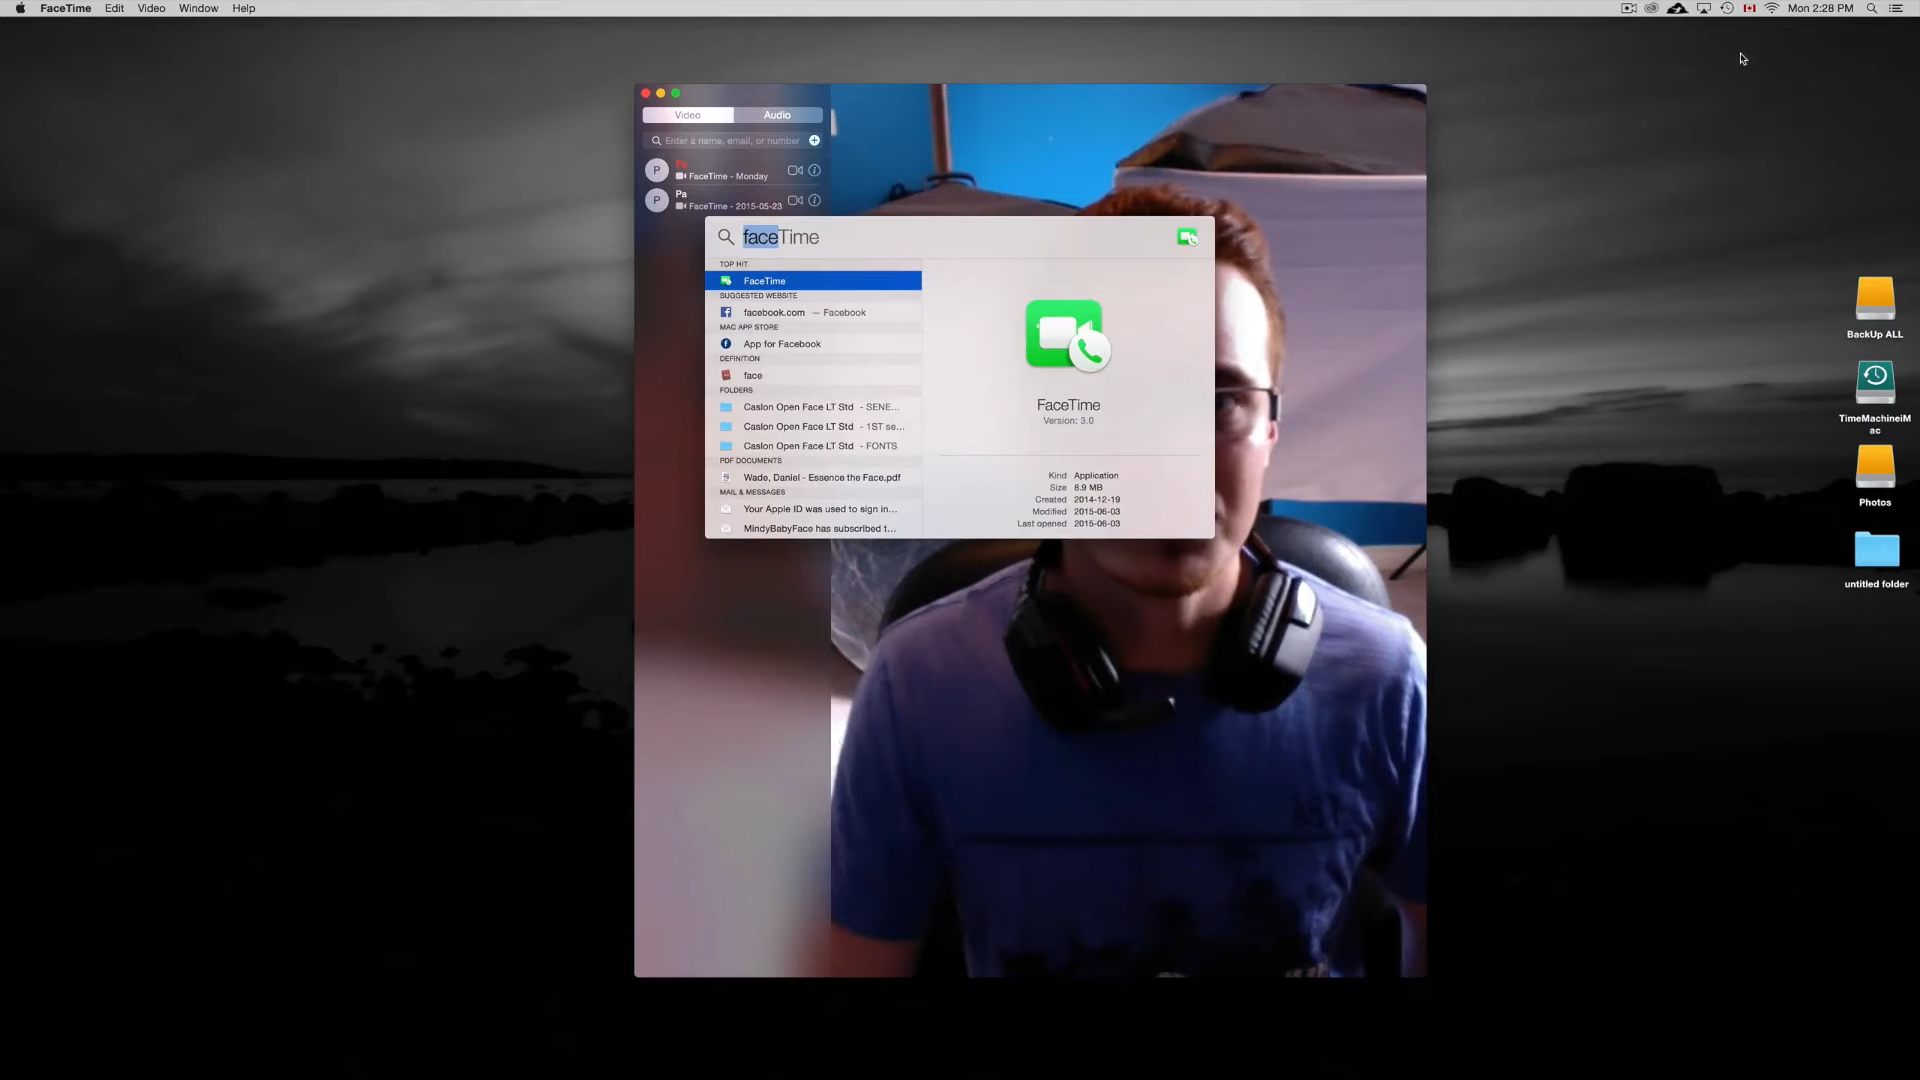 FaceTime Edit Video Window Help
Mon 2:28 PM
Video Audio
Enter a name, email, or number
P Pa
FaceTime - Monday
P Pa
FaceTime - 2015-05-23
faceTime
TOP HIT
FaceTime
SUGGESTED WEBSITE
facebook.com — Facebook
MAC APP STORE
App for Facebook
DEFINITION
face
FOLDERS
Caslon Open Face LT Std - SENE...
Caslon Open Face LT Std - 1ST se...
Caslon Open Face LT Std - FONTS
PDF DOCUMENTS
Wade, Daniel - Essence the Face.pdf
MAIL & MESSAGES
Your Apple ID was used to sign in...
MindyBabyFace has subscribed t...
FaceTime
Version: 3.0
Kind Application
Size 8.9 MB
Created 2014-12-19
Modified 2015-06-03
Last opened 2015-06-03
BackUp ALL
TimeMachineiM
ac
Photos
untitled folder